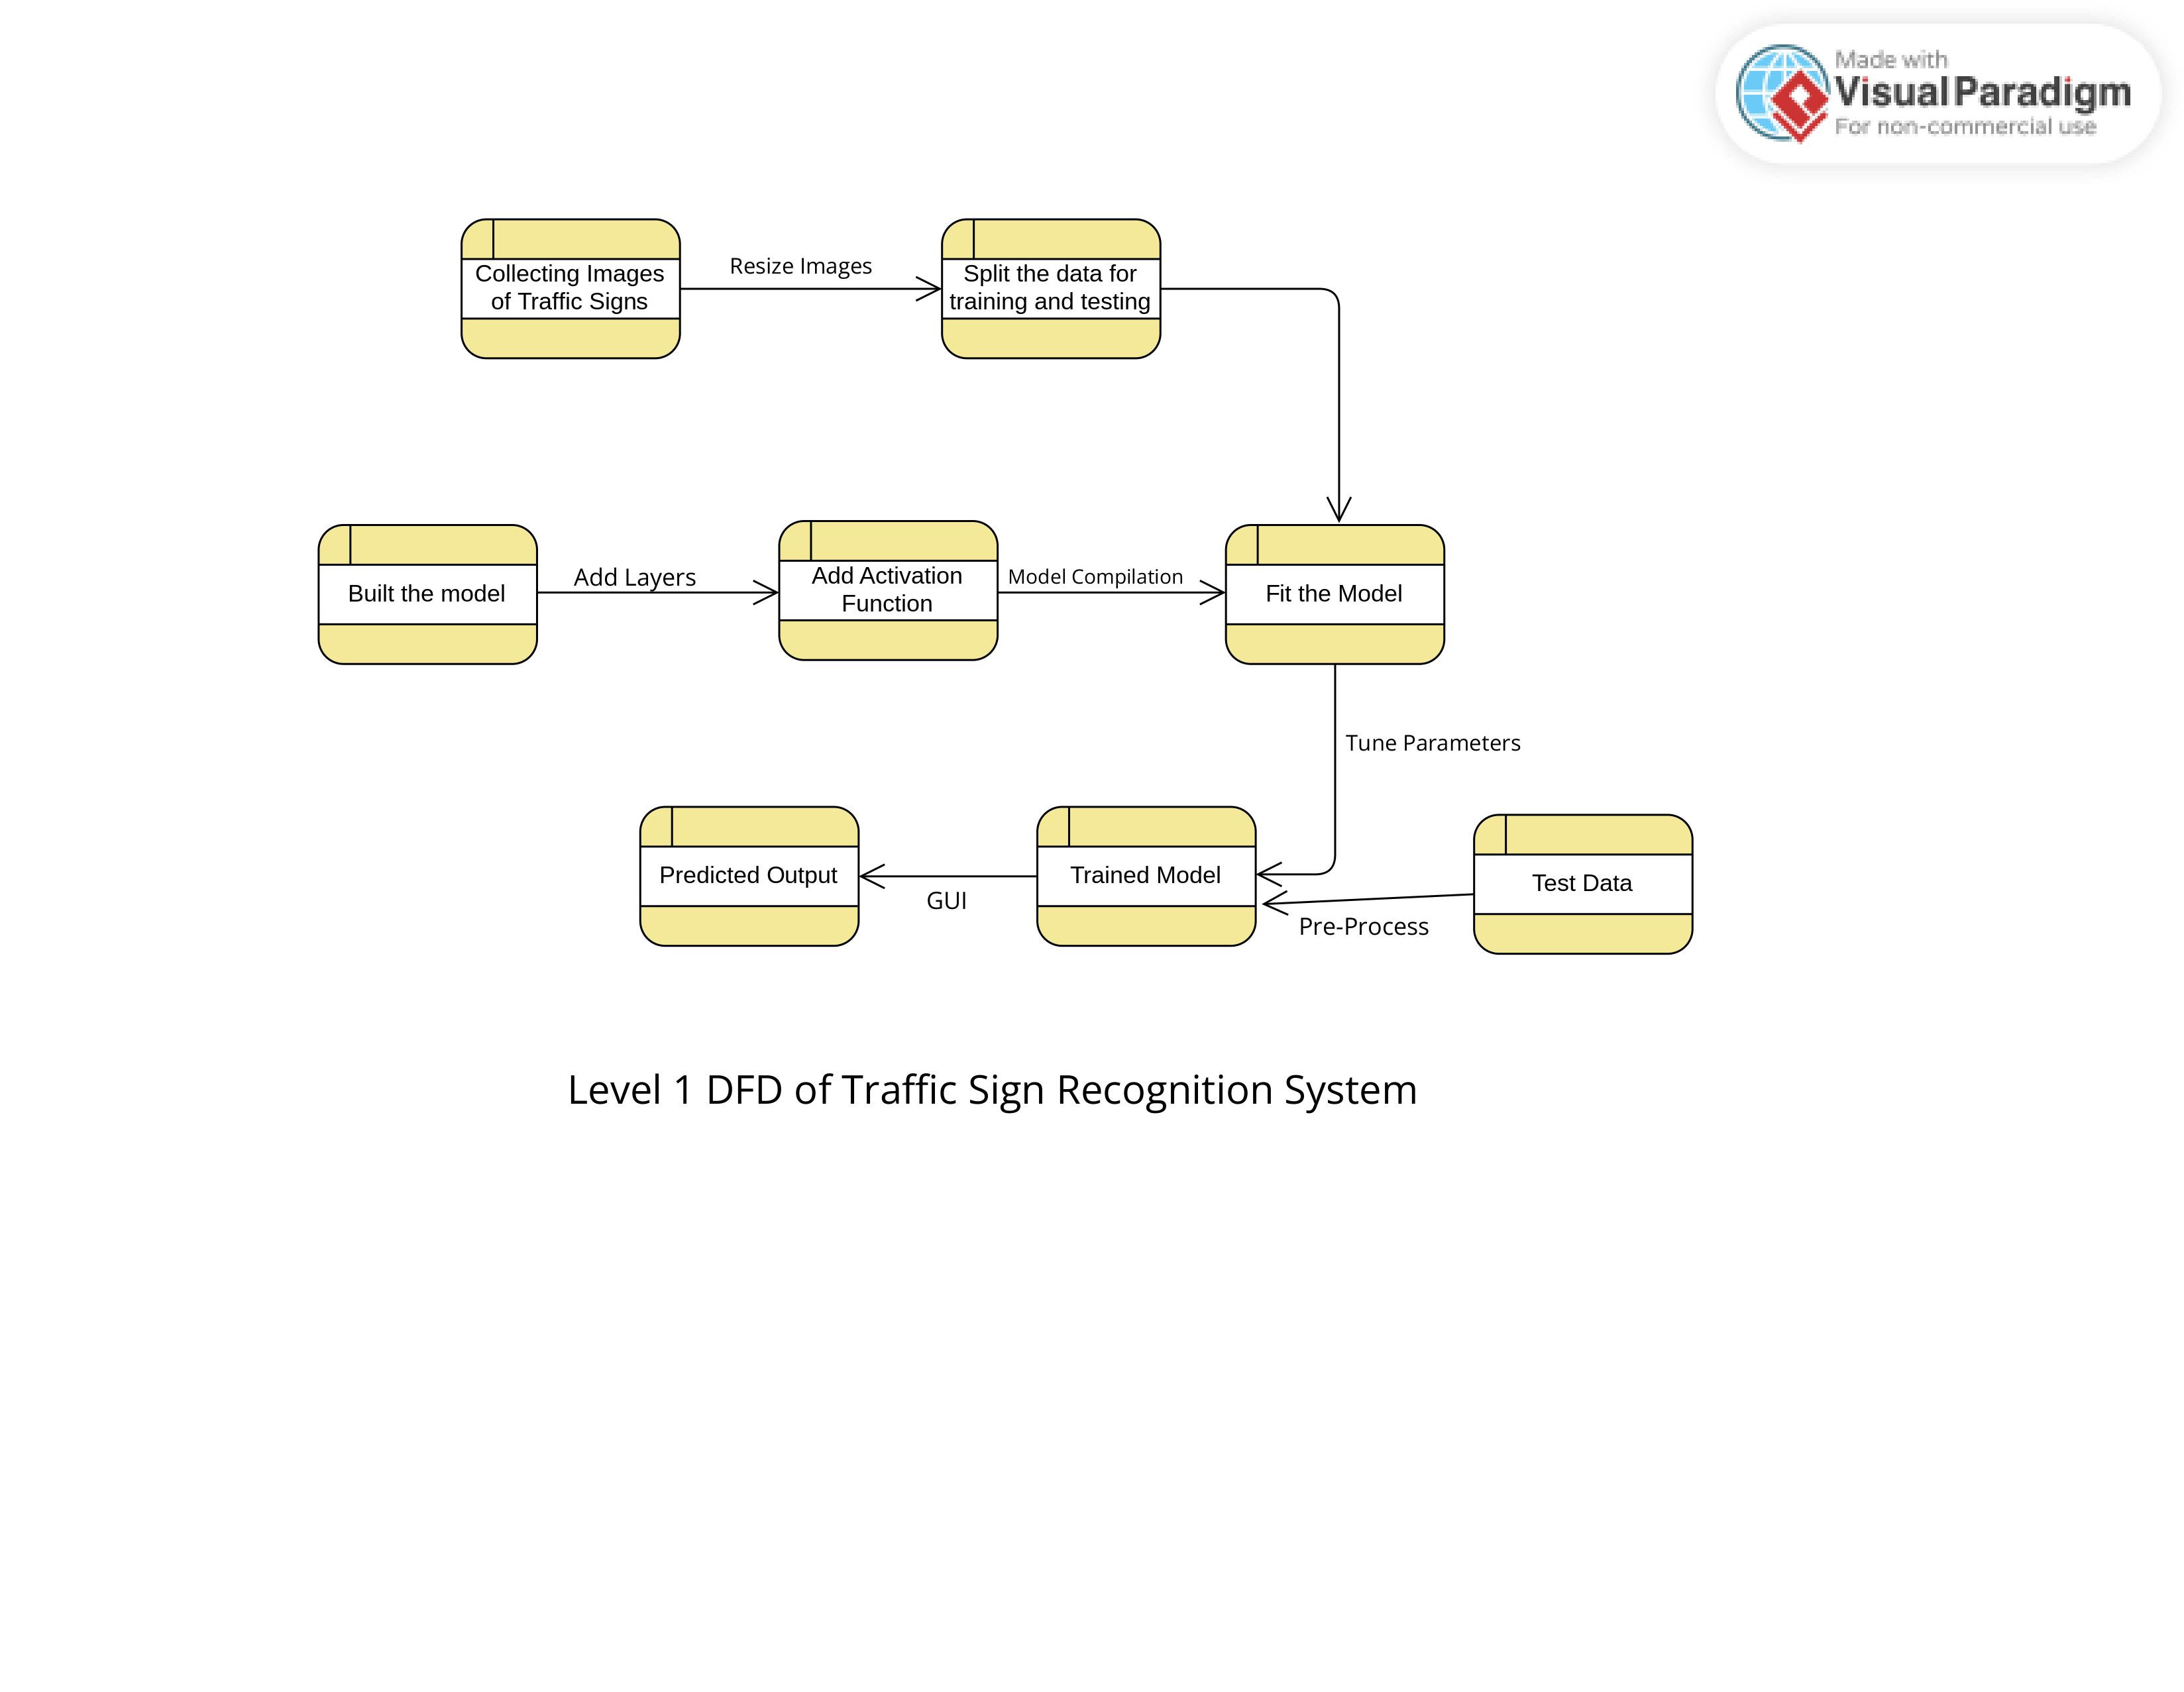 Made with
Visual Paradigm
For non-commercial use
Collecting Images
of Traffic Signs
Resize Images
Split the data for
training and testing
Built the model
Add Layers
Add Activation
Function
Model Compilation
Fit the Model
Tune Parameters
Predicted Output
GUI
Trained Model
Pre-Process
Test Data
Level 1 DFD of Traffic Sign Recognition System